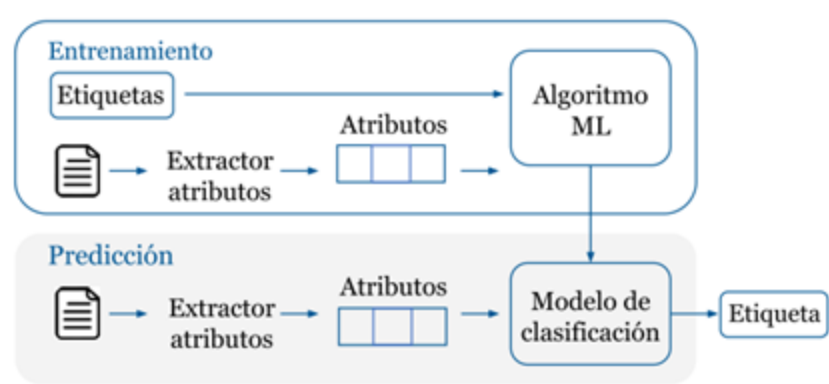 Entrenamiento
Etiquetas
Algoritmo
ML
Atributos
Extractor
atributos
Predicción
Atributos
Extractor
atributos
Modelo de
clasificación
Etiqueta